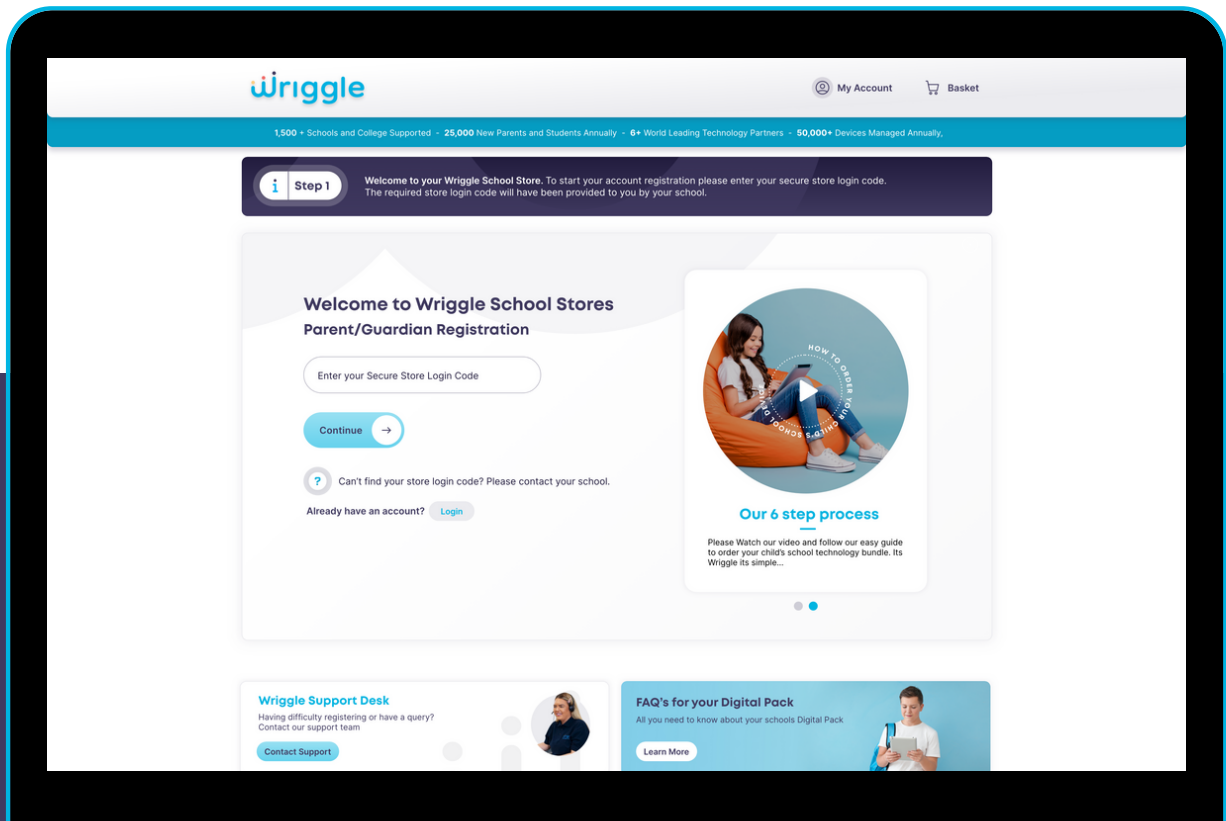 wriggle
My Account
Basket
1,500 + Schools and College Supported - 25,000 New Parents and Students Annually - 6+ World Leading Technology Partners - 50,000+ Devices Managed Annually,
i Step 1
Welcome to your Wriggle School Store. To start your account registration please enter your secure store login code.
The required store login code will have been provided to you by your school.
Welcome to Wriggle School Stores
Parent/Guardian Registration
Enter your Secure Store Login Code
Continue
? Can't find your store login code? Please contact your school.
Already have an account? Login
HOW TO ORDER YOUR CHILD'S SCHOOL DEVICE
Our 6 step process
Please Watch our video and follow our easy guide
to order your child's school technology bundle. Its
Wriggle its simple...
Wriggle Support Desk
Having difficulty registering or have a query?
Contact our support team
Contact Support
FAQ's for your Digital Pack
All you need to know about your schools Digital Pack
Learn More